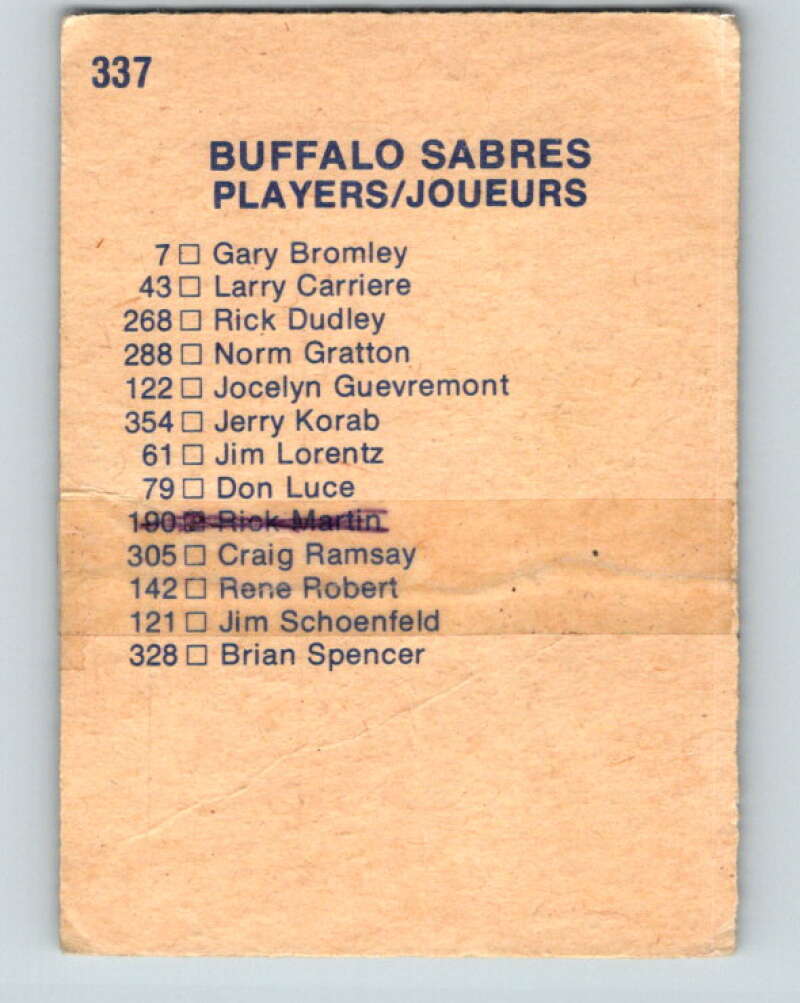 337
BUFFALO SABRES
PLAYERS/JOUEURS
7 □ Gary Bromley
43 □ Larry Carriere
268 □ Rick Dudley
288 □ Norm Gratton
122 □ Jocelyn Guevremont
354 □ Jerry Korab
61 □ Jim Lorentz
79 □ Don Luce
190 □ Rick Martin
305 □ Craig Ramsay
142 □ Rene Robert
121 □ Jim Schoenfeld
328 □ Brian Spencer